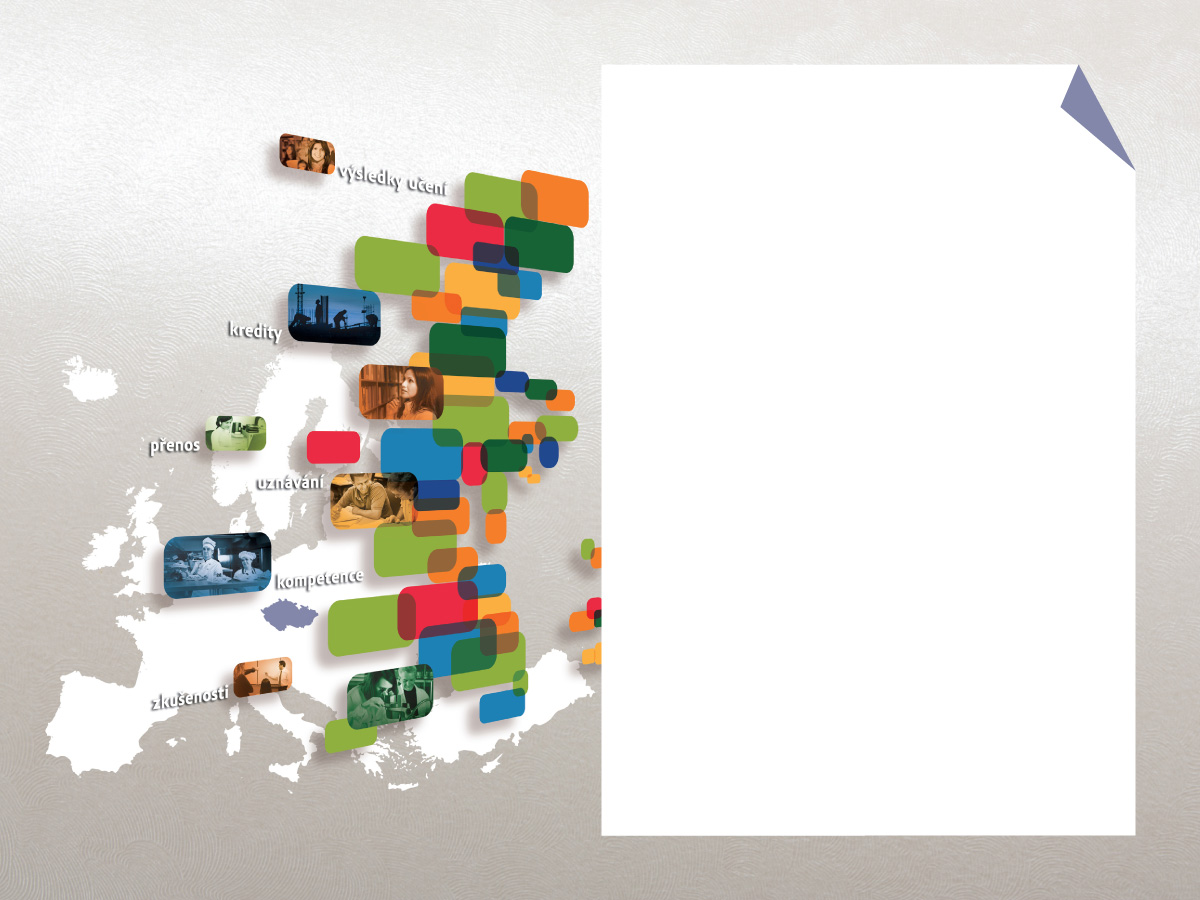 výsledky učení
kredity
přenos
uznávání
kompetence
zkušenosti